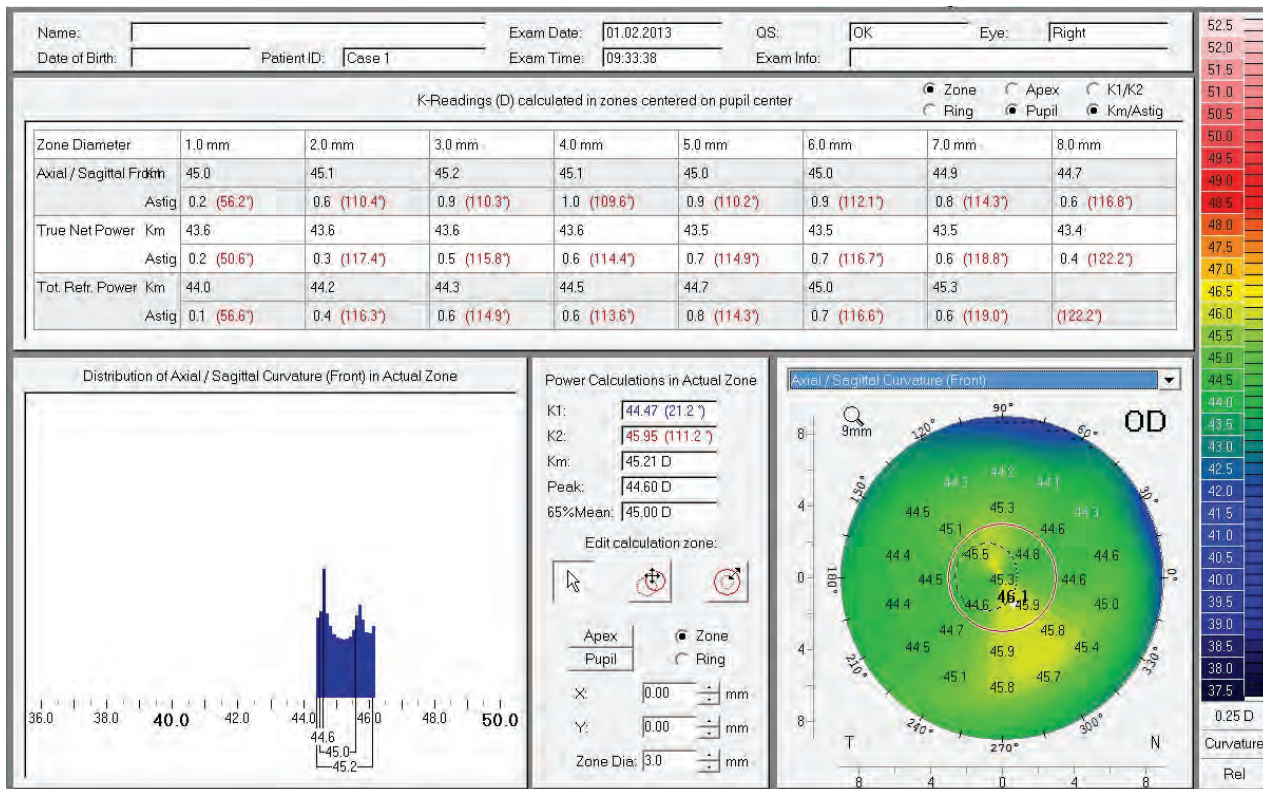 Name: Exam Date: 01.02.2013 QS: OK Eye: Right
Date of Birth: Patient ID: Case 1 Exam Time: 09:33:38 Exam Info:
K-Readings (D) calculated in zones centered on pupil center
Zone Apex K1/K2
Ring Pupil Km/Astig
Zone Diameter 1.0 mm 2.0 mm 3.0 mm 4.0 mm 5.0 mm 6.0 mm 7.0 mm 8.0 mm
Axial / Sagittal Front Km 45.0 45.1 45.2 45.1 45.0 45.0 44.9 44.7
Astig 0.2 (56.2°) 0.6 (110.4°) 0.9 (110.3°) 1.0 (109.6°) 0.9 (110.2°) 0.9 (112.1°) 0.8 (114.3°) 0.6 (116.8°)
True Net Power Km 43.6 43.6 43.6 43.6 43.5 43.5 43.5 43.4
Astig 0.2 (50.6°) 0.3 (117.4°) 0.5 (115.8°) 0.6 (114.4°) 0.7 (114.9°) 0.7 (116.7°) 0.6 (118.8°) 0.4 (122.2°)
Tot. Refr. Power Km 44.0 44.2 44.3 44.5 44.7 45.0 45.3
Astig 0.1 (56.6°) 0.4 (116.3°) 0.6 (114.9°) 0.6 (113.6°) 0.8 (114.3°) 0.7 (116.6°) 0.6 (119.0°) (122.2°)
Distribution of Axial / Sagittal Curvature (Front) in Actual Zone
36.0 40.0 42.0 44.0 46.0 48.0 50.0
44.6
45.0
45.2
Power Calculations in Actual Zone
K1: 44.47 (21.2 °)
K2: 45.95 (111.2 °)
Km: 45.21 D
Peak: 44.60 D
65%Mean: 45.00 D
Edit calculation zone:
Apex Zone
Pupil Ring
X: 0.00 mm
Y: 0.00 mm
Zone Dia: 3.0 mm
Axial / Sagittal Curvature (Front)
9mm
OD
90°
120° 60°
150° 30°
180° 0°
210° 330°
240° 300°
270°
8
4
0
4
8
44.2
44.3 44.1
44.5 45.3 44.3
45.1 44.6
44.4 45.5 44.8 44.6
44.5 45.3 44.6
46.1
44.4 44.6 45.9 45.0
44.7 45.8
44.5 45.9 45.4
45.1 45.7
45.8
T N
8 4 0 4 8
52.5
52.0
51.5
51.0
50.5
50.0
49.5
49.0
48.5
48.0
47.5
47.0
46.5
46.0
45.5
45.0
44.5
44.0
43.5
43.0
42.5
42.0
41.5
41.0
40.5
40.0
39.5
39.0
38.5
38.0
37.5
0.25 D
Curvature
Rel